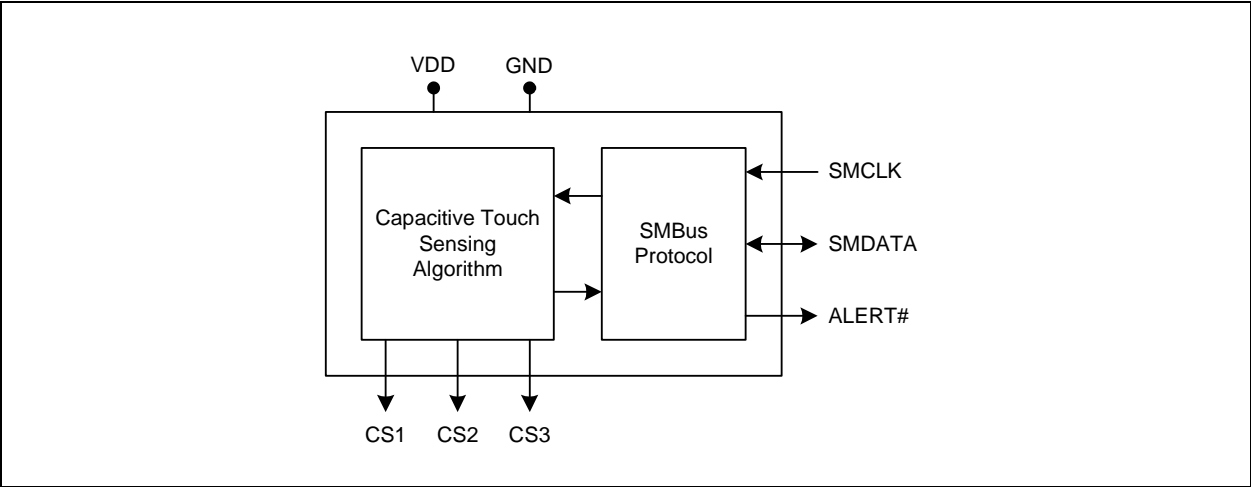 VDD
GND
Capacitive Touch
Sensing
Algorithm
SMBus
Protocol
SMCLK
SMDATA
ALERT#
CS1
CS2
CS3